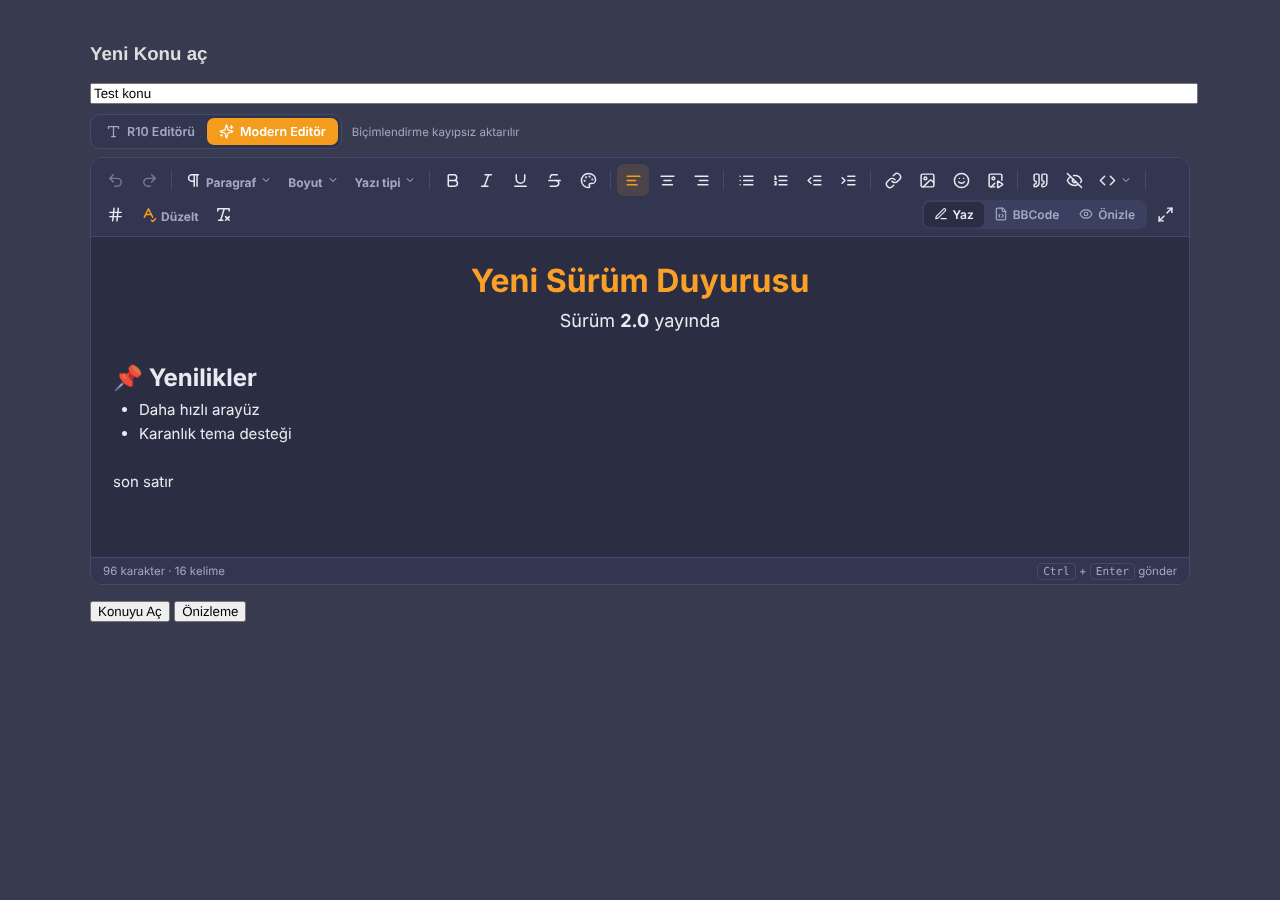 Yeni Konu aç
Test konu
R10 Editörü Modern Editör Biçimlendirme kayıpsız aktarılır
Paragraf Boyut Yazı tipi
Düzelt Yaz BBCode Önizle
Yeni Sürüm Duyurusu
Sürüm 2.0 yayında
📌 Yenilikler
• Daha hızlı arayüz
• Karanlık tema desteği
son satır
96 karakter · 16 kelime Ctrl + Enter gönder
Konuyu Aç Önizleme